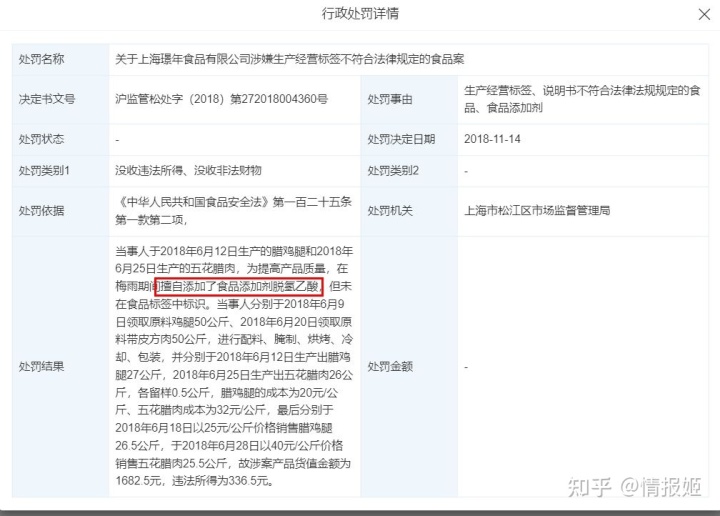 行政处罚详情
处罚名称
关于上海璟年食品有限公司涉嫌生产经营标签不符合法律规定的食品案
决定书文号
沪监管松处字（2018）第272018004360号
处罚事由
生产经营标签、说明书不符合法律法规规定的食
品、食品添加剂
处罚状态
-
处罚决定日期
2018-11-14
处罚类别1
没收违法所得、没收非法财物
处罚类别2
-
处罚依据
《中华人民共和国食品安全法》第一百二十五条
第一款第二项，
处罚机关
上海市松江区市场监督管理局
处罚结果
当事人于2018年6月12日生产的腊鸡腿和2018年
6月25日生产的五花腊肉，为提高产品质量，在
梅雨期间擅自添加了食品添加剂脱氢乙酸，但未
在食品标签中标识。当事人分别于2018年6月9
日领取原料鸡腿50公斤、2018年6月20日领取原
料带皮方肉50公斤，进行配料、腌制、烘烤、冷
却、包装，并分别于2018年6月12日生产出腊鸡
腿27公斤，2018年6月25日生产出五花腊肉26公
斤，各留样0.5公斤，腊鸡腿的成本为20元/公
斤、五花腊肉成本为32元/公斤，最后分别于
2018年6月18日以25元/公斤价格销售腊鸡腿
26.5公斤，于2018年6月28日以40元/公斤价格
销售五花腊肉25.5公斤，故涉案产品货值金额为
1682.5元，违法所得为336.5元。
处罚金额
-
知乎 @情报姬